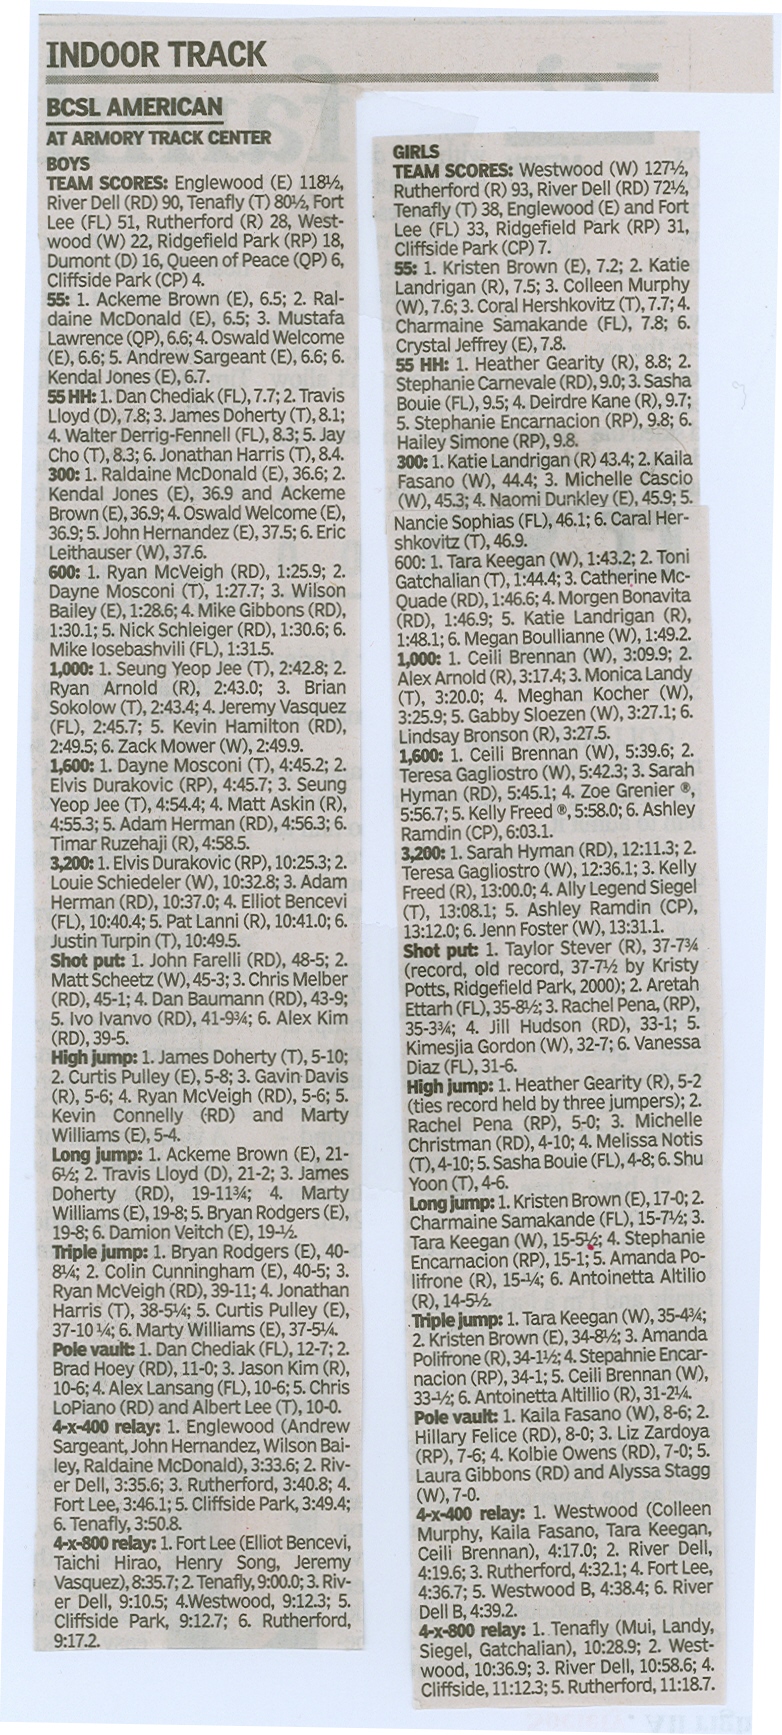 INDOOR TRACK
BCSL AMERICAN
AT ARMORY TRACK CENTER
BOYS
TEAM SCORES: Englewood (E) 118½,
River Dell (RD) 90, Tenafly (T) 80½, Fort
Lee (FL) 51, Rutherford (R) 28, West-
wood (W) 22, Ridgefield Park (RP) 18,
Dumont (D) 16, Queen of Peace (QP) 6,
Cliffside Park (CP) 4.
55: 1. Ackeme Brown (E), 6.5; 2. Ral-
daine McDonald (E), 6.5; 3. Mustafa
Lawrence (QP), 6.6; 4. Oswald Welcome
(E), 6.6; 5. Andrew Sargeant (E), 6.6; 6.
Kendal Jones (E), 6.7.
55 HH: 1. Dan Chediak (FL), 7.7; 2. Travis
Lloyd (D), 7.8; 3. James Doherty (T), 8.1;
4. Walter Derrig-Fennell (FL), 8.3; 5. Jay
Cho (T), 8.3; 6. Jonathan Harris (T), 8.4.
300: 1. Raldaine McDonald (E), 36.6; 2.
Kendal Jones (E), 36.9 and Ackeme
Brown (E), 36.9; 4. Oswald Welcome (E),
36.9; 5. John Hernandez (E), 37.5; 6. Eric
Leithauser (W), 37.6.
600: 1. Ryan McVeigh (RD), 1:25.9; 2.
Dayne Mosconi (T), 1:27.7; 3. Wilson
Bailey (E), 1:28.6; 4. Mike Gibbons (RD),
1:30.1; 5. Nick Schleiger (RD), 1:30.6; 6.
Mike Iosebashvili (FL), 1:31.5.
1,000: 1. Seung Yeop Jee (T), 2:42.8; 2.
Ryan Arnold (R), 2:43.0; 3. Brian
Sokolow (T), 2:43.4; 4. Jeremy Vasquez
(FL), 2:45.7; 5. Kevin Hamilton (RD),
2:49.5; 6. Zack Mower (W), 2:49.9.
1,600: 1. Dayne Mosconi (T), 4:45.2; 2.
Elvis Durakovic (RP), 4:45.7; 3. Seung
Yeop Jee (T), 4:54.4; 4. Matt Askin (R),
4:55.3; 5. Adam Herman (RD), 4:56.3; 6.
Timar Ruzehaji (R), 4:58.5.
3,200: 1. Elvis Durakovic (RP), 10:25.3; 2.
Louie Schiedeler (W), 10:32.8; 3. Adam
Herman (RD), 10:37.0; 4. Elliot Bencevi
(FL), 10:40.4; 5. Pat Lanni (R), 10:41.0; 6.
Justin Turpin (T), 10:49.5.
Shot put: 1. John Farelli (RD), 48-5; 2.
Matt Scheetz (W), 45-3; 3. Chris Melber
(RD), 45-1; 4. Dan Baumann (RD), 43-9;
5. Ivo Ivanvo (RD), 41-9¾; 6. Alex Kim
(RD), 39-5.
High jump: 1. James Doherty (T), 5-10;
2. Curtis Pulley (E), 5-8; 3. Gavin Davis
(R), 5-6; 4. Ryan McVeigh (RD), 5-6; 5.
Kevin Connelly (RD) and Marty
Williams (E), 5-4.
Long jump: 1. Ackeme Brown (E), 21-
6½; 2. Travis Lloyd (D), 21-2; 3. James
Doherty (RD), 19-11¾; 4. Marty
Williams (E), 19-8; 5. Bryan Rodgers (E),
19-8; 6. Damion Veitch (E), 19-½.
Triple jump: 1. Bryan Rodgers (E), 40-
8¼; 2. Colin Cunningham (E), 40-5; 3.
Ryan McVeigh (RD), 39-11; 4. Jonathan
Harris (T), 38-5¼; 5. Curtis Pulley (E),
37-10 ¼; 6. Marty Williams (E), 37-5¼.
Pole vault: 1. Dan Chediak (FL), 12-7; 2.
Brad Hoey (RD), 11-0; 3. Jason Kim (R),
10-6; 4. Alex Lansang (FL), 10-6; 5. Chris
LoPiano (RD) and Albert Lee (T), 10-0.
4-x-400 relay: 1. Englewood (Andrew
Sargeant, John Hernandez, Wilson Bai-
ley, Raldaine McDonald), 3:33.6; 2. Riv-
er Dell, 3:35.6; 3. Rutherford, 3:40.8; 4.
Fort Lee, 3:46.1; 5. Cliffside Park, 3:49.4;
6. Tenafly, 3:50.8.
4-x-800 relay: 1. Fort Lee (Elliot Bencevi,
Taichi Hirao, Henry Song, Jeremy
Vasquez), 8:35.7; 2. Tenafly, 9:00.0; 3. Riv-
er Dell, 9:10.5; 4.Westwood, 9:12.3; 5.
Cliffside Park, 9:12.7; 6. Rutherford,
9:17.2.
GIRLS
TEAM SCORES: Westwood (W) 127½,
Rutherford (R) 93, River Dell (RD) 72½,
Tenafly (T) 38, Englewood (E) and Fort
Lee (FL) 33, Ridgefield Park (RP) 31,
Cliffside Park (CP) 7.
55: 1. Kristen Brown (E), 7.2; 2. Katie
Landrigan (R), 7.5; 3. Colleen Murphy
(W), 7.6; 3. Coral Hershkovitz (T), 7.7; 4.
Charmaine Samakande (FL), 7.8; 6.
Crystal Jeffrey (E), 7.8.
55 HH: 1. Heather Gearity (R), 8.8; 2.
Stephanie Carnevale (RD), 9.0; 3. Sasha
Bouie (FL), 9.5; 4. Deirdre Kane (R), 9.7;
5. Stephanie Encarnacion (RP), 9.8; 6.
Hailey Simone (RP), 9.8.
300: 1. Katie Landrigan (R) 43.4; 2. Kaila
Fasano (W), 44.4; 3. Michelle Cascio
(W), 45.3; 4. Naomi Dunkley (E), 45.9; 5.
Nancie Sophias (FL), 46.1; 6. Caral Her-
shkovitz (T), 46.9.
600: 1. Tara Keegan (W), 1:43.2; 2. Toni
Gatchalian (T), 1:44.4; 3. Catherine Mc-
Quade (RD), 1:46.6; 4. Morgen Bonavita
(RD), 1:46.9; 5. Katie Landrigan (R),
1:48.1; 6. Megan Boullianne (W), 1:49.2.
1,000: 1. Ceili Brennan (W), 3:09.9; 2.
Alex Arnold (R), 3:17.4; 3. Monica Landy
(T), 3:20.0; 4. Meghan Kocher (W),
3:25.9; 5. Gabby Sloezen (W), 3:27.1; 6.
Lindsay Bronson (R), 3:27.5.
1,600: 1. Ceili Brennan (W), 5:39.6; 2.
Teresa Gagliostro (W), 5:42.3; 3. Sarah
Hyman (RD), 5:45.1; 4. Zoe Grenier ®,
5:56.7; 5. Kelly Freed ®, 5:58.0; 6. Ashley
Ramdin (CP), 6:03.1.
3,200: 1. Sarah Hyman (RD), 12:11.3; 2.
Teresa Gagliostro (W), 12:36.1; 3. Kelly
Freed (R), 13:00.0; 4. Ally Legend Siegel
(T), 13:08.1; 5. Ashley Ramdin (CP),
13:12.0; 6. Jenn Foster (W), 13:31.1.
Shot put: 1. Taylor Stever (R), 37-7¾
(record, old record, 37-7½ by Kristy
Potts, Ridgefield Park, 2000); 2. Aretah
Ettarh (FL), 35-8½; 3. Rachel Pena, (RP),
35-3¾; 4. Jill Hudson (RD), 33-1; 5.
Kimesjia Gordon (W), 32-7; 6. Vanessa
Diaz (FL), 31-6.
High jump: 1. Heather Gearity (R), 5-2
(ties record held by three jumpers); 2.
Rachel Pena (RP), 5-0; 3. Michelle
Christman (RD), 4-10; 4. Melissa Notis
(T), 4-10; 5. Sasha Bouie (FL), 4-8; 6. Shu
Yoon (T), 4-6.
Long jump: 1. Kristen Brown (E), 17-0; 2.
Charmaine Samakande (FL), 15-7½; 3.
Tara Keegan (W), 15-5½; 4. Stephanie
Encarnacion (RP), 15-1; 5. Amanda Po-
lifrone (R), 15-¼; 6. Antoinetta Altilio
(R), 14-5½.
Triple jump: 1. Tara Keegan (W), 35-4¾;
2. Kristen Brown (E), 34-8½; 3. Amanda
Polifrone (R), 34-1½; 4. Stepahnie Encar-
nacion (RP), 34-1; 5. Ceili Brennan (W),
33-½; 6. Antoinetta Altillio (R), 31-2¼.
Pole vault: 1. Kaila Fasano (W), 8-6; 2.
Hillary Felice (RD), 8-0; 3. Liz Zardoya
(RP), 7-6; 4. Kolbie Owens (RD), 7-0; 5.
Laura Gibbons (RD) and Alyssa Stagg
(W), 7-0.
4-x-400 relay: 1. Westwood (Colleen
Murphy, Kaila Fasano, Tara Keegan,
Ceili Brennan), 4:17.0; 2. River Dell,
4:19.6; 3. Rutherford, 4:32.1; 4. Fort Lee,
4:36.7; 5. Westwood B, 4:38.4; 6. River
Dell B, 4:39.2.
4-x-800 relay: 1. Tenafly (Mui, Landy,
Siegel, Gatchalian), 10:28.9; 2. West-
wood, 10:36.9; 3. River Dell, 10:58.6; 4.
Cliffside, 11:12.3; 5. Rutherford, 11:18.7.